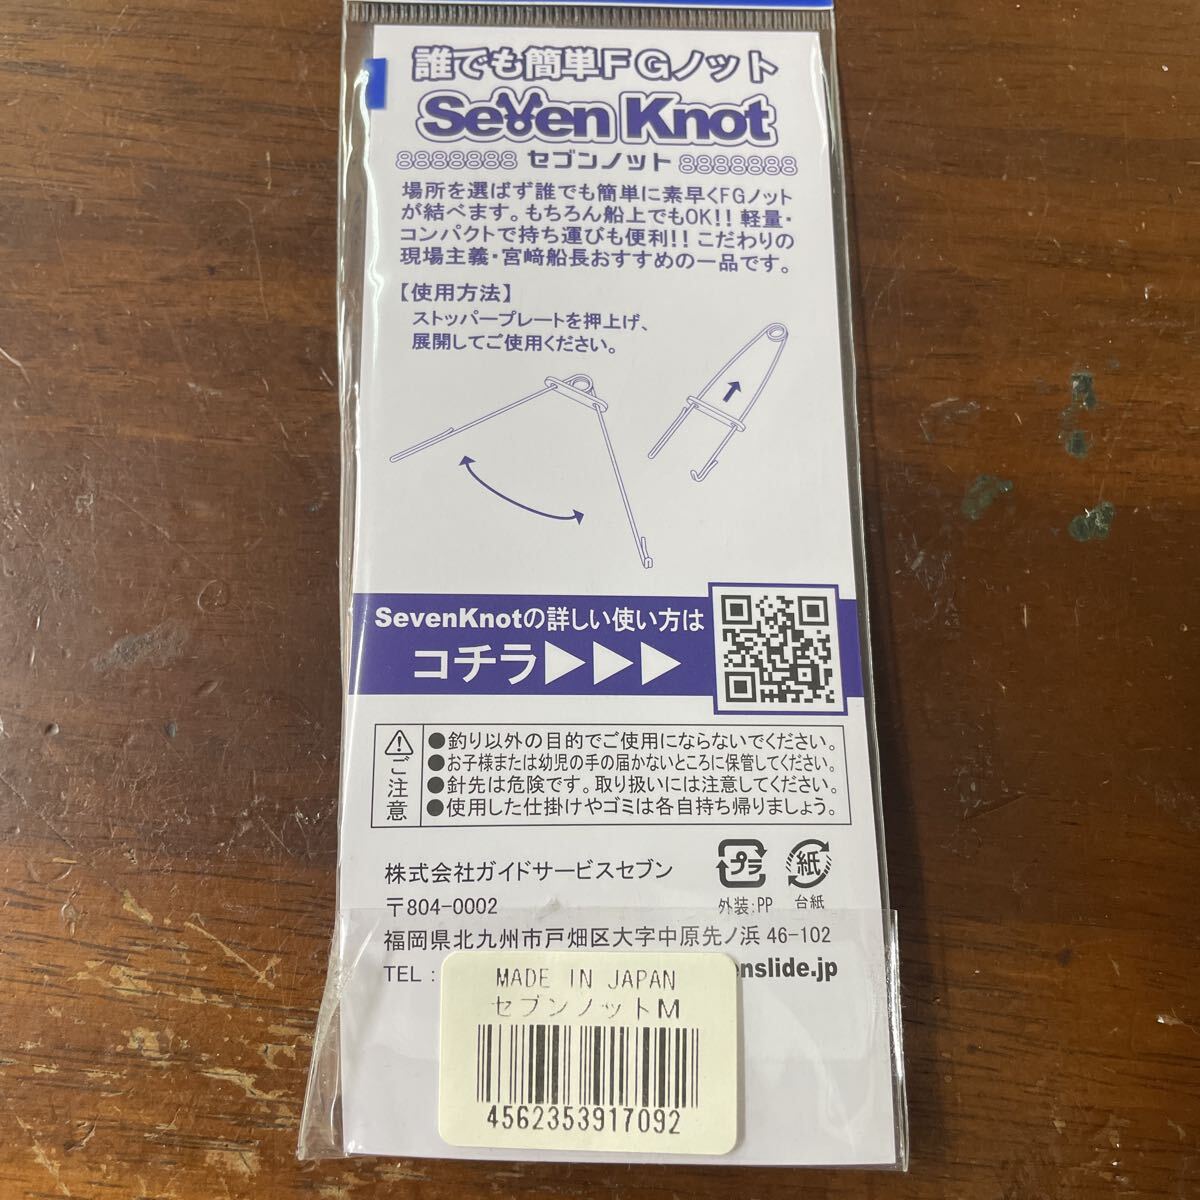 誰でも簡単FGノット
Seven Knot
8888888 セブンノット 8888888
場所を選ばず誰でも簡単に素早くFGノット
が結べます。もちろん船上でもOK!! 軽量・
コンパクトで持ち運びも便利!! こだわりの
現場主義・宮﨑船長おすすめの一品です。
【使用方法】
ストッパープレートを押上げ、
展開してご使用ください。
SevenKnotの詳しい使い方は
コチラ▶▶▶
ご注意
●釣り以外の目的でご使用にならないでください。
●お子様または幼児の手の届かないところに保管してください。
●針先は危険です。取り扱いには注意してください。
●使用した仕掛けやゴミは各自持ち帰りましょう。
株式会社ガイドサービスセブン
プラ 紙
外装:PP 台紙
〒804-0002
福岡県北九州市戸畑区大字中原先ノ浜 46-102
TEL: enslide.jp
MADE IN JAPAN
セブンノットM
4562353917092